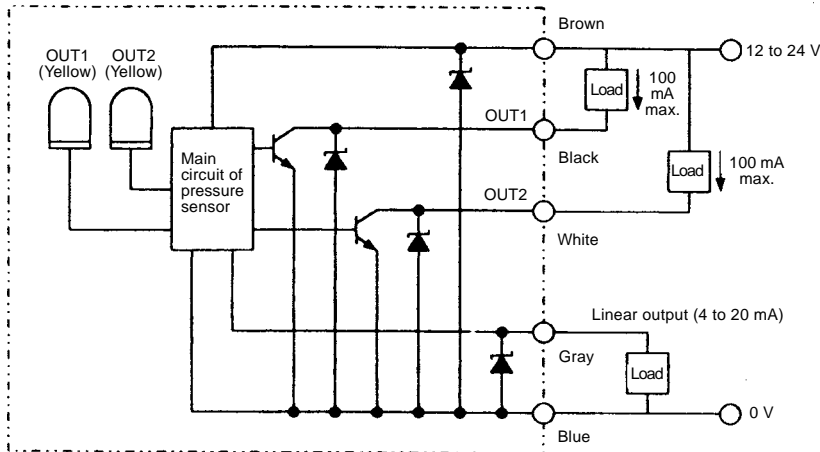 Brown
OUT1
(Yellow)
OUT2
(Yellow)
12 to 24 V
Load
100
mA
max.
OUT1
Black
Main
circuit of
pressure
sensor
Load
100 mA
max.
OUT2
White
Linear output (4 to 20 mA)
Gray
Load
0 V
Blue